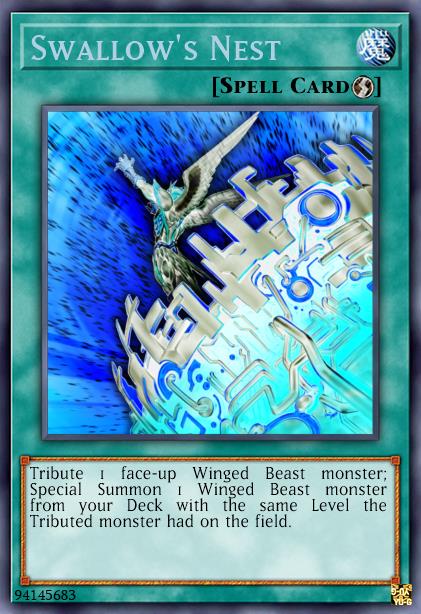 Swallow's Nest
魔
[Spell Card]
Tribute 1 face-up Winged Beast monster;
Special Summon 1 Winged Beast monster
from your Deck with the same Level the
Tributed monster had on the field.
94145683